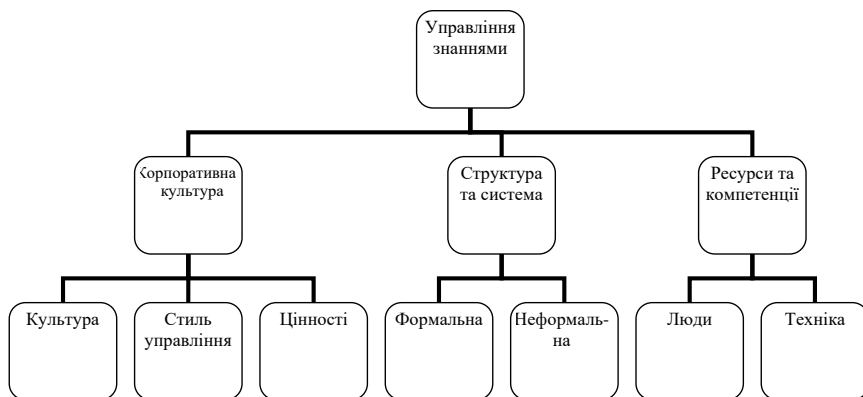 Управління
знаннями
Корпоративна
культура
Структура
та система
Ресурси та
компетенції
Культура
Стиль
управління
Цінності
Формальна
Неформаль-
на
Люди
Техніка